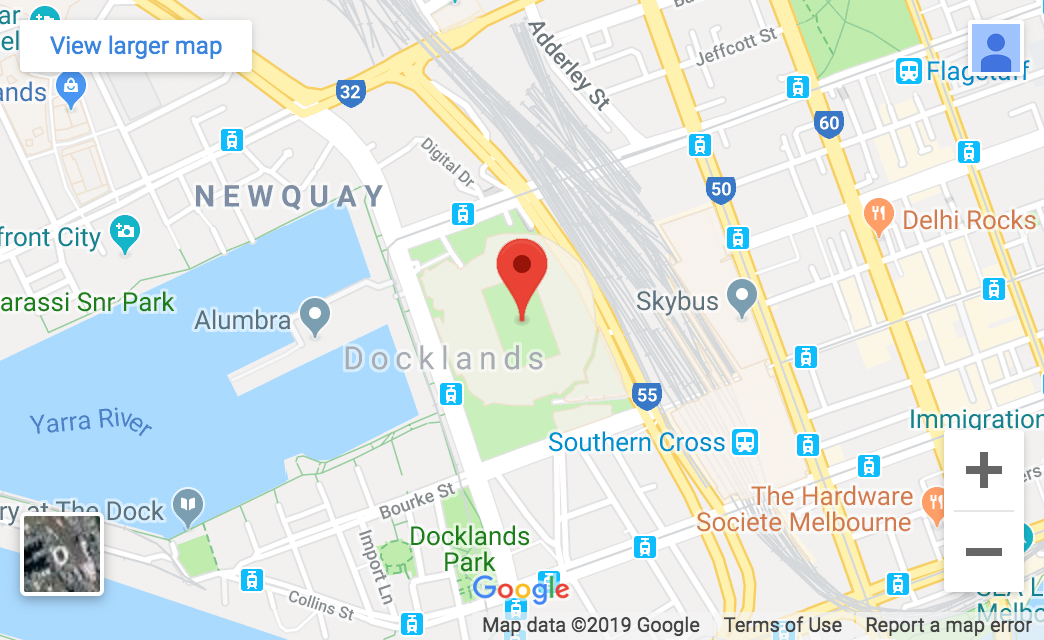 View larger map
Adderley St
Jeffcott St
Flagstaff
ands
32
60
Digital Dr
50
NEWQUAY
Delhi Rocks
front City
Skybus
arassi Snr Park
Alumbra
Docklands
55
Yarra River
Immigration
Southern Cross
Bourke St
ry at The Dock
The Hardware
Societe Melbourne
Import Ln
Docklands
Park
Google
Collins St
Melbo
Map data ©2019 Google
Terms of Use
Report a map error